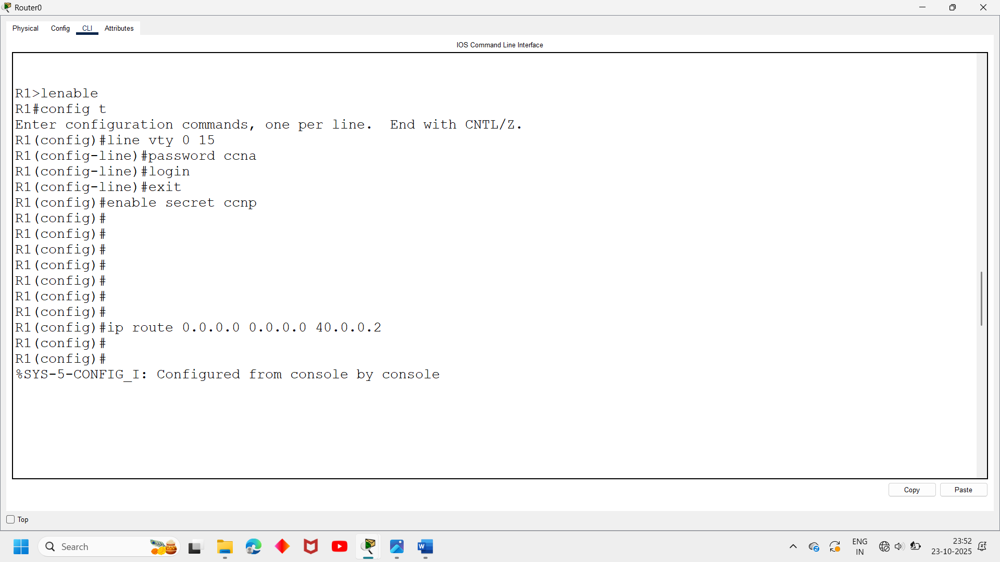 Router0
Physical Config CLI Attributes
IOS Command Line Interface
R1>lenable
R1#config t
Enter configuration commands, one per line.  End with CNTL/Z.
R1(config)#line vty 0 15
R1(config-line)#password ccna
R1(config-line)#login
R1(config-line)#exit
R1(config)#enable secret ccnp
R1(config)#
R1(config)#
R1(config)#
R1(config)#
R1(config)#
R1(config)#
R1(config)#
R1(config)#ip route 0.0.0.0 0.0.0.0 40.0.0.2
R1(config)#
R1(config)#
%SYS-5-CONFIG_I: Configured from console by console
Copy Paste
Top
Search
W
ENG
IN
23:52
23-10-2025